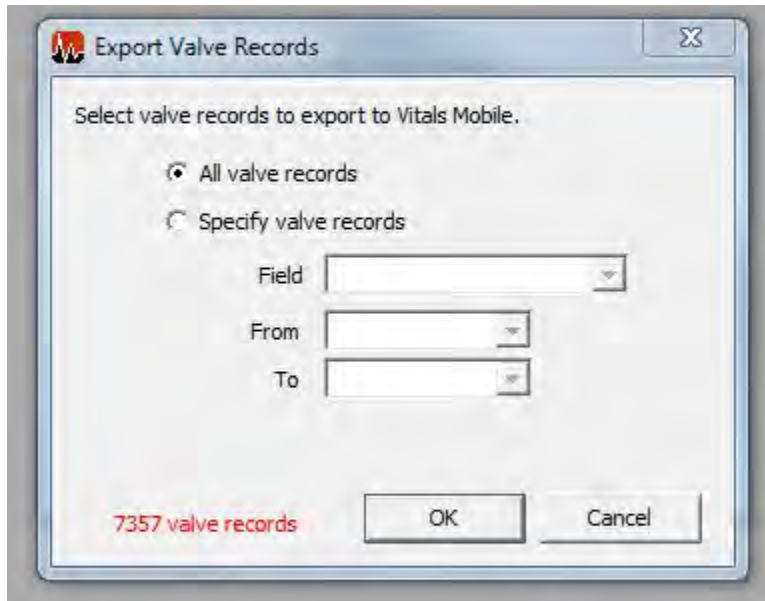 Export Valve Records
Select valve records to export to Vitals Mobile.
All valve records
Specify valve records
Field
From
To
7357 valve records
OK
Cancel